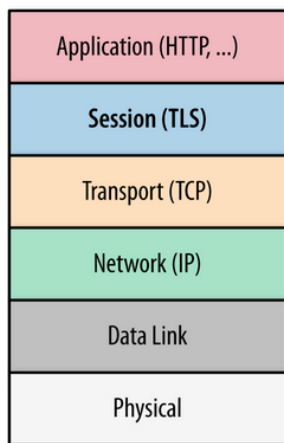 Application (HTTP, ...)
Session (TLS)
Transport (TCP)
Network (IP)
Data Link
Physical